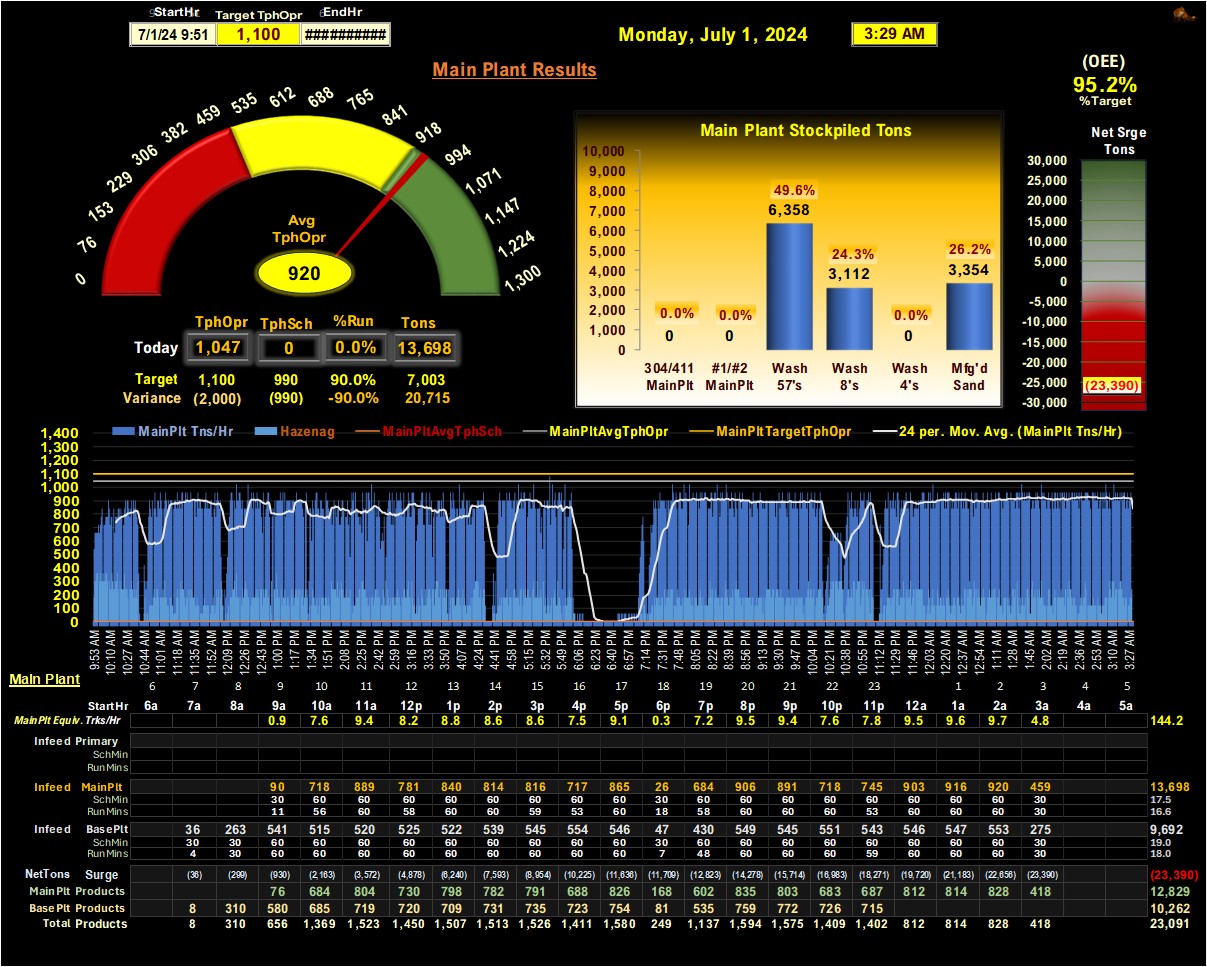 StartHr Target TphOpr EndHr
7/1/24 9:51 1,100 ##########
Monday, July 1, 2024
3:29 AM
Main Plant Results
(OEE)
95.2%
%Target
Net Srge
Tons
0 76 153 229 306 382 459 535 612 688 765 841 918 994 1,071 1,147 1,224 1,300
Avg
TphOpr
920
TphOpr TphSch %Run Tons
Today 1,047 0 0.0% 13,698
Target 1,100 990 90.0% 7,003
Variance (2,000) (990) -90.0% 20,715
Main Plant Stockpiled Tons
10,000
9,000
8,000
7,000
6,000
5,000
4,000
3,000
2,000
1,000
0
0.0% 0.0% 49.6% 24.3% 0.0% 26.2%
0 0 6,358 3,112 0 3,354
304/411 #1/#2 Wash Wash Wash Mfg'd
MainPlt MainPlt 57's 8's 4's Sand
30,000
25,000
20,000
15,000
10,000
5,000
0
-5,000
-10,000
-15,000
-20,000
-25,000
-30,000
(23,390)
MainPlt Tns/Hr Hazenag MainPltAvgTphSch MainPltAvgTphOpr MainPltTargetTphOpr 24 per. Mov. Avg. (MainPlt Tns/Hr)
1,400
1,300
1,200
1,100
1,000
900
800
700
600
500
400
300
200
100
0
9:53 AM 10:10 AM 10:27 AM 10:44 AM 11:01 AM 11:18 AM 11:35 AM 11:52 AM 12:09 PM 12:26 PM 12:43 PM 1:00 PM 1:17 PM 1:34 PM 1:51 PM 2:08 PM 2:25 PM 2:42 PM 2:59 PM 3:16 PM 3:33 PM 3:50 PM 4:07 PM 4:24 PM 4:41 PM 4:58 PM 5:15 PM 5:32 PM 5:49 PM 6:06 PM 6:23 PM 6:40 PM 6:57 PM 7:14 PM 7:31 PM 7:48 PM 8:05 PM 8:22 PM 8:39 PM 8:56 PM 9:13 PM 9:30 PM 9:47 PM 10:04 PM 10:21 PM 10:38 PM 10:55 PM 11:12 PM 11:29 PM 11:46 PM 12:03 AM 12:20 AM 12:37 AM 12:54 AM 1:11 AM 1:28 AM 1:45 AM 2:02 AM 2:19 AM 2:36 AM 2:53 AM 3:10 AM 3:27 AM
Main Plant 6 7 8 9 10 11 12 13 14 15 16 17 18 19 20 21 22 23 1 2 3 4 5
StartHr 6a 7a 8a 9a 10a 11a 12p 1p 2p 3p 4p 5p 6p 7p 8p 9p 10p 11p 12a 1a 2a 3a 4a 5a
MainPlt Equiv. Trks/Hr 0.9 7.6 9.4 8.2 8.8 8.6 8.6 7.5 9.1 0.3 7.2 9.5 9.4 7.6 7.8 9.5 9.6 9.7 4.8 144.2
Infeed Primary
SchMin
RunMins
Infeed MainPlt 90 718 889 781 840 814 816 717 865 26 684 906 891 718 745 903 916 920 459 13,698
SchMin 30 60 60 60 60 60 60 60 60 30 60 60 60 60 60 60 60 60 30 17.5
RunMins 11 56 60 58 60 60 59 53 60 18 58 60 60 60 53 60 60 60 30 16.6
Infeed BasePlt 36 263 541 515 520 525 522 539 545 554 546 47 430 549 545 551 543 546 547 553 275 9,692
SchMin 30 30 60 60 60 60 60 60 60 60 60 30 60 60 60 60 60 60 60 60 30 19.0
RunMins 4 30 60 60 60 60 60 60 60 60 60 7 48 60 60 60 59 60 60 60 30 18.0
NetTons Surge (36) (299) (930) (2,163) (3,572) (4,878) (6,240) (7,593) (8,954) (10,225) (11,636) (11,709) (12,823) (14,278) (15,714) (16,983) (18,271) (19,720) (21,183) (22,656) (23,390) (23,390)
MainPlt Products 76 684 804 730 798 782 791 688 826 168 602 835 803 683 687 812 814 828 418 12,829
BasePlt Products 8 310 580 685 719 720 709 731 735 723 754 81 535 759 772 726 715 10,262
Total Products 8 310 656 1,369 1,523 1,450 1,507 1,513 1,526 1,411 1,580 249 1,137 1,594 1,575 1,409 1,402 812 814 828 418 23,091